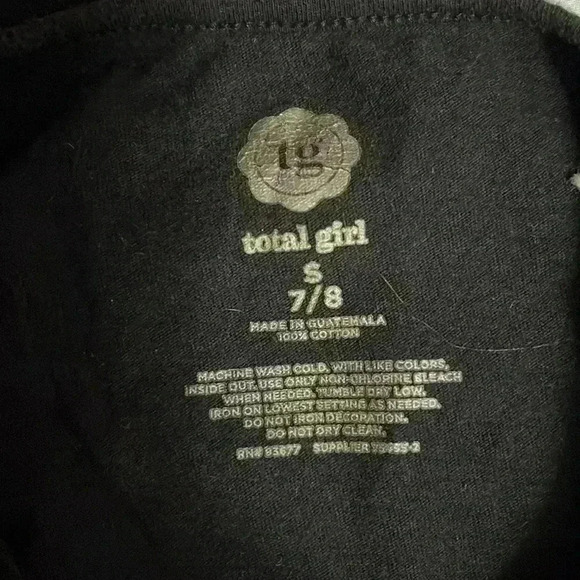 tg
total girl
S
7/8
MADE IN GUATEMALA
100% COTTON
MACHINE WASH COLD, WITH LIKE COLORS,
INSIDE OUT. USE ONLY NON-CHLORINE BLEACH
WHEN NEEDED. TUMBLE DRY LOW.
IRON ON LOWEST SETTING AS NEEDED.
DO NOT IRON DECORATION.
DO NOT DRY CLEAN.
RN# 93677 SUPPLIER